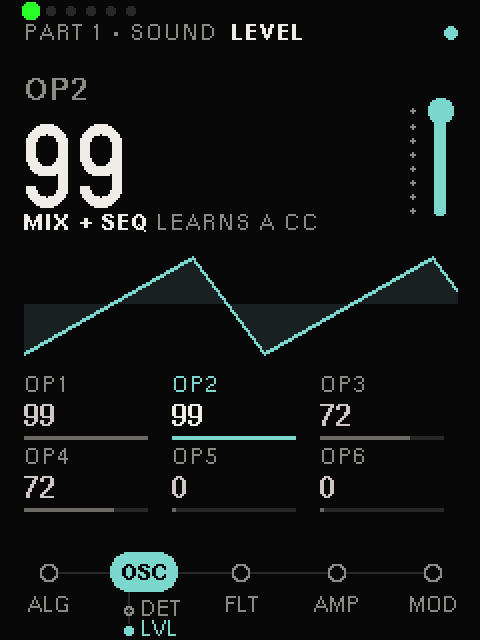 PART 1 · SOUND LEVEL
OP2
99
MIX + SEQ LEARNS A CC
OP1 OP2 OP3
99 99 72
OP4 OP5 OP6
72 0 0
OSC
ALG FLT AMP MOD
DET
LVL